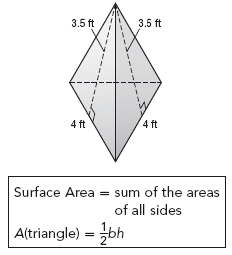 3.5 ft 3.5 ft
4 ft 4 ft
Surface Area = sum of the areas
of all sides
A(triangle) = ½bh